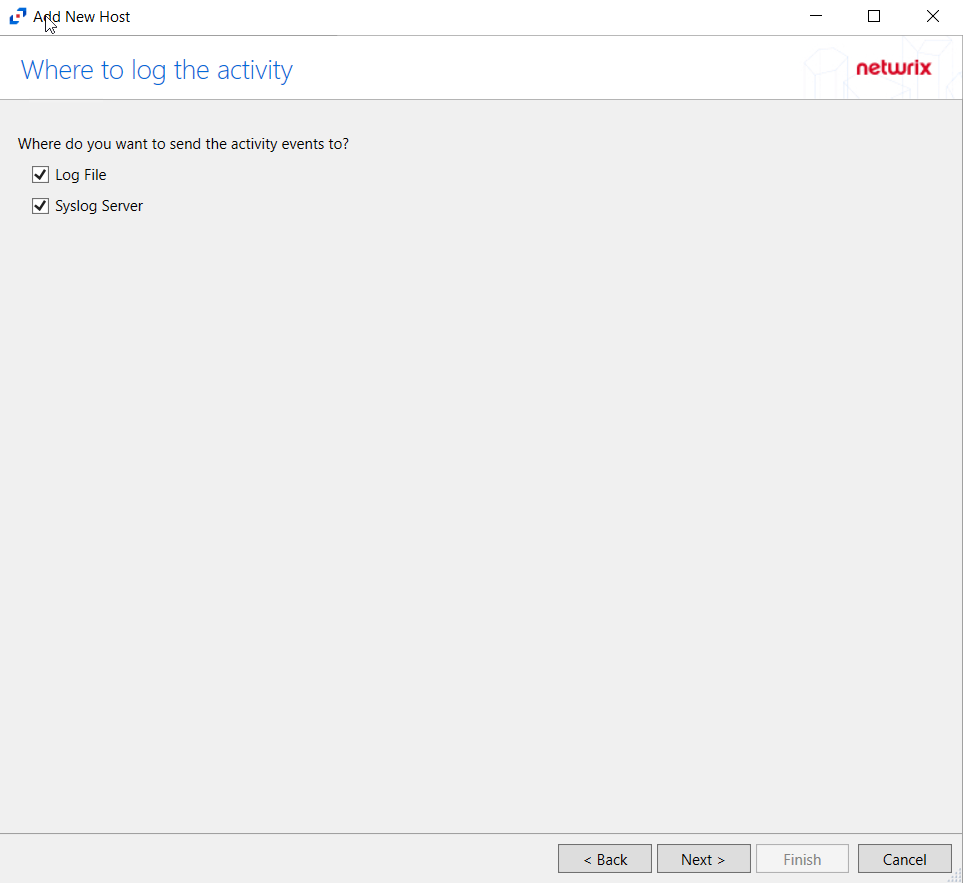 Add New Host
Where to log the activity
netwrix
Where do you want to send the activity events to?
Log File
Syslog Server
< Back
Next >
Finish
Cancel